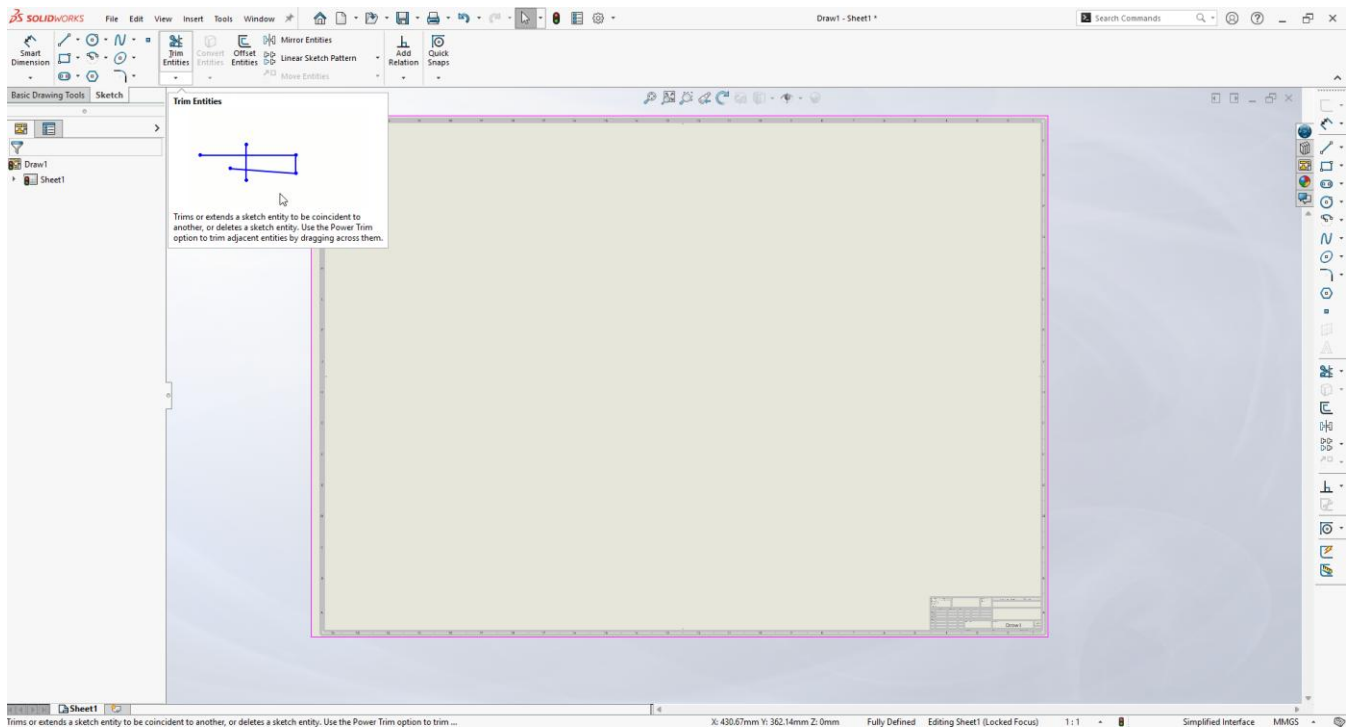 SOLIDWORKS File Edit View Insert Tools Window Draw1 - Sheet1 * Search Commands
Smart Dimension
Trim Entities
Convert Entities
Offset Entities
Mirror Entities
Linear Sketch Pattern
Move Entities
Add Relation
Quick Snaps
Basic Drawing Tools Sketch
Trim Entities
Draw1
Sheet1
Trims or extends a sketch entity to be coincident to
another, or deletes a sketch entity. Use the Power Trim
option to trim adjacent entities by dragging across them.
Draw1
Sheet1
Trims or extends a sketch entity to be coincident to another, or deletes a sketch entity. Use the Power Trim option to trim ... X: 430.67mm Y: 362.14mm Z: 0mm Fully Defined Editing Sheet1 (Locked Focus) 1:1 Simplified Interface MMGS